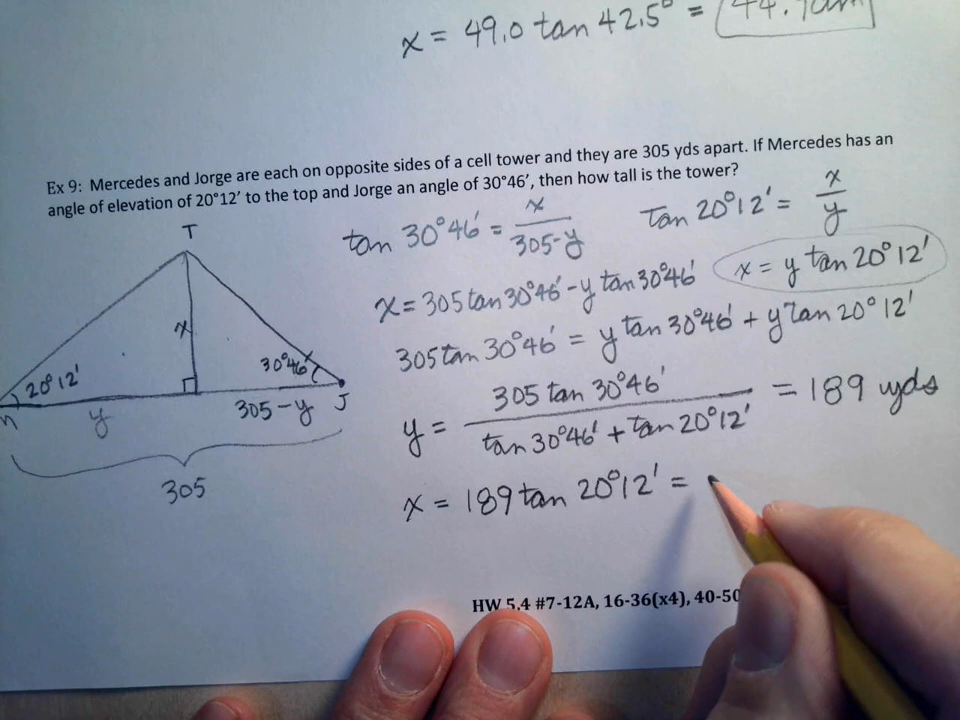 x = 49.0 tan 42.5° =
Ex 9: Mercedes and Jorge are each on opposite sides of a cell tower and they are 305 yds apart. If Mercedes has an
angle of elevation of 20°12′ to the top and Jorge an angle of 30°46′, then how tall is the tower?
T
x
20°12'
30°46'
y
305-y
J
305
tan 30°46' = x/(305-y)
tan 20°12' = x/y
x = 305 tan 30°46' - y tan 30°46'
x = y tan 20°12'
305 tan 30°46' = y tan 30°46' + y tan 20°12'
y = 305 tan 30°46' / (tan 30°46' + tan 20°12') = 189 yds
x = 189 tan 20°12' =
HW 5.4 #7-12A, 16-36(x4), 40-50